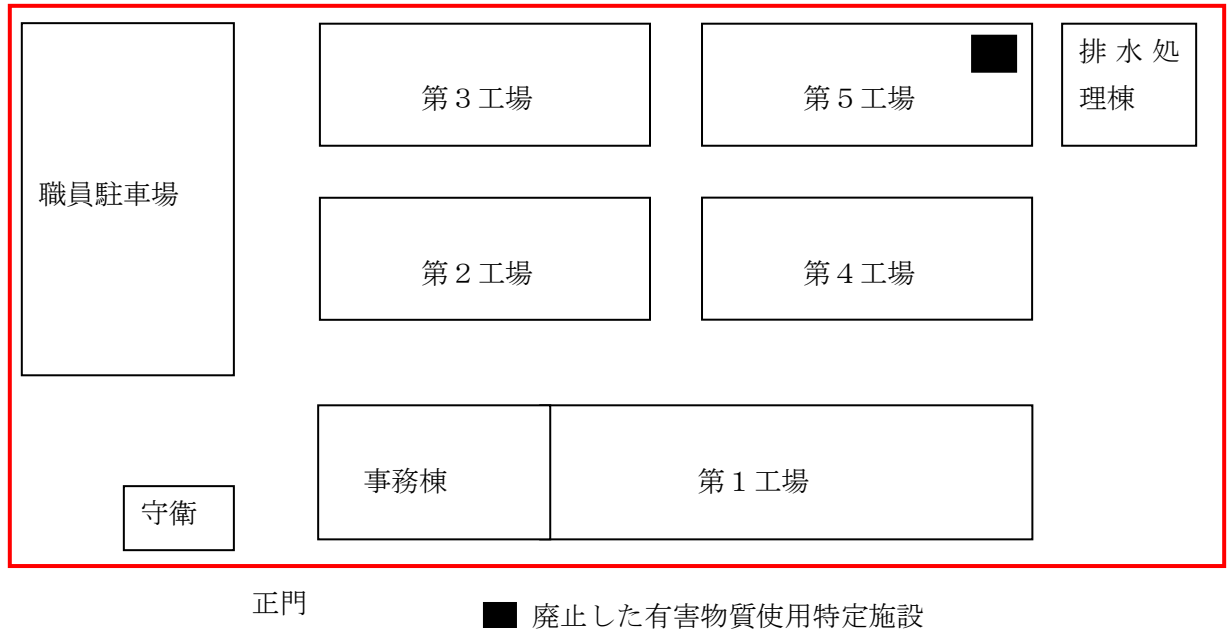 第３工場
第５工場
排水処
理棟
職員駐車場
第２工場
第４工場
事務棟
第１工場
守衛
正門
廃止した有害物質使用特定施設